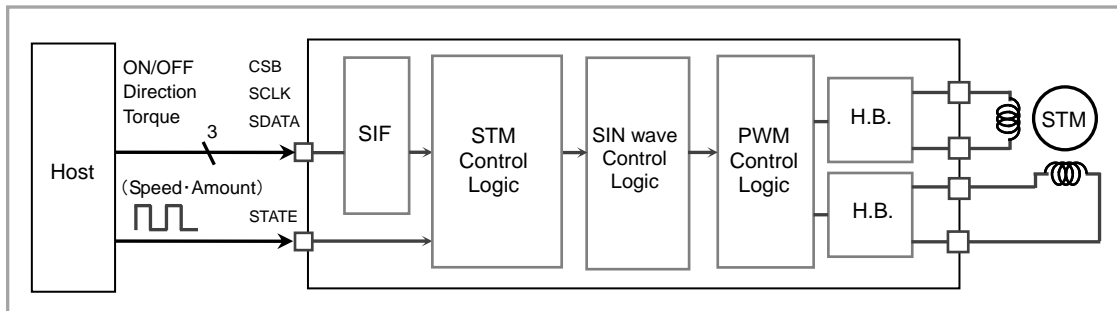 Host
ON/OFF
Direction
Torque
CSB
SCLK
SDATA
3
(Speed･Amount)
STATE
SIF
STM
Control
Logic
SIN wave
Control
Logic
PWM
Control
Logic
H.B.
H.B.
STM